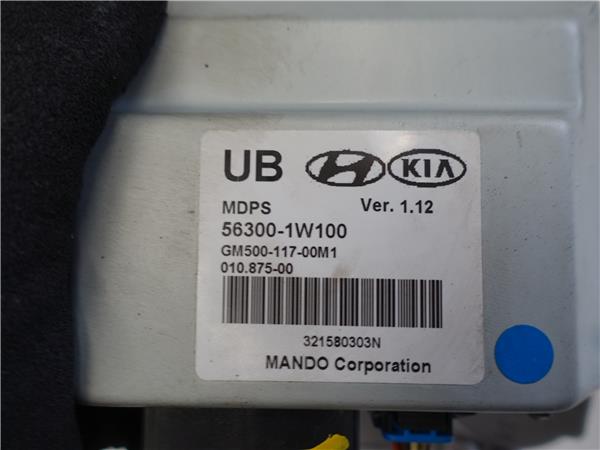 UB H KIA
MDPS Ver. 1.12
56300-1W100
GM500-117-00M1
010.875-00
321580303N
MANDO Corporation